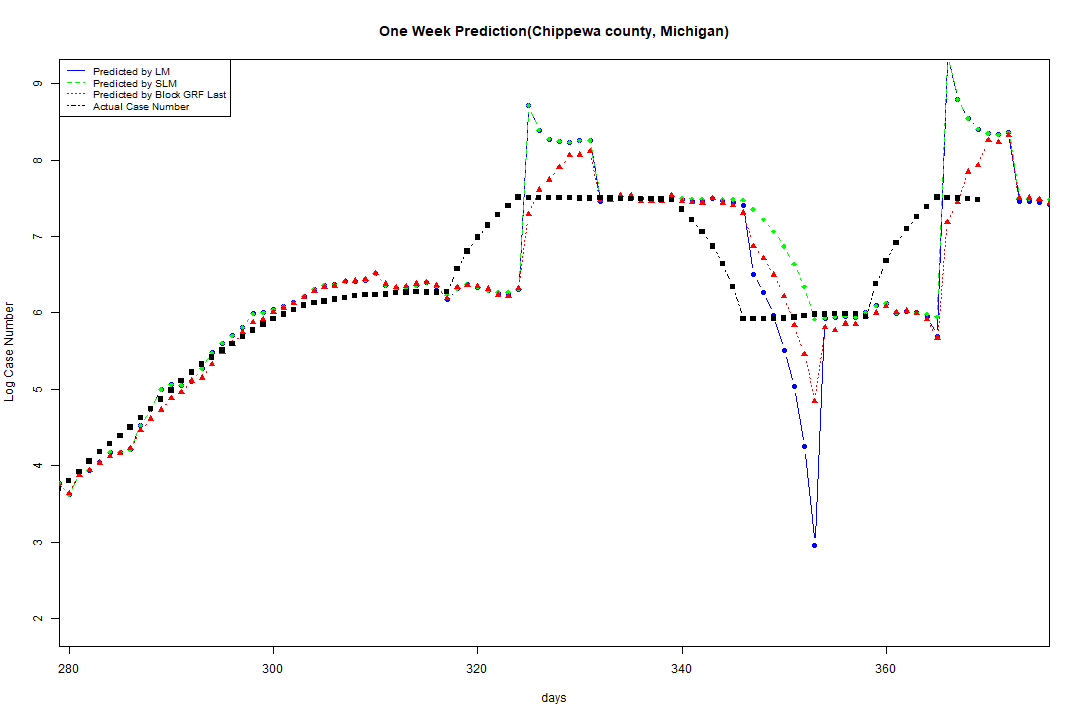 One Week Prediction(Chippewa county, Michigan)
Predicted by LM
Predicted by SLM
Predicted by Block GRF Last
Actual Case Number
9
8
7
6
5
4
3
2
Log Case Number
280 300 320 340 360
days